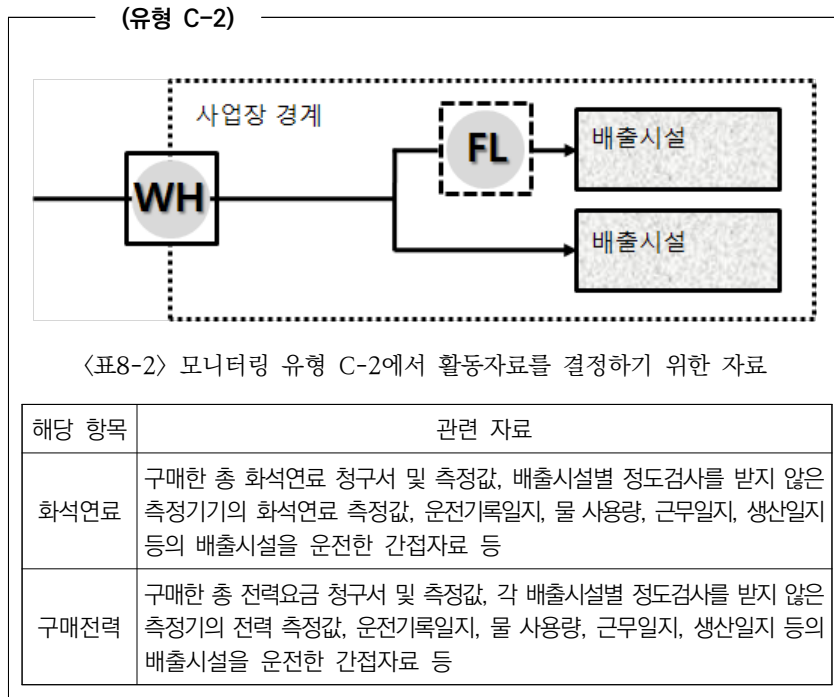 (유형 C-2)
사업장 경계
FL
배출시설
WH
배출시설
<표8-2> 모니터링 유형 C-2에서 활동자료를 결정하기 위한 자료
해당 항목 관련 자료
구매한 총 화석연료 청구서 및 측정값, 배출시설별 정도검사를 받지 않은
화석연료 측정기기의 화석연료 측정값, 운전기록일지, 물 사용량, 근무일지, 생산일지
등의 배출시설을 운전한 간접자료 등
구매한 총 전력요금 청구서 및 측정값, 각 배출시설별 정도검사를 받지 않은
구매전력 측정기의 전력 측정값, 운전기록일지, 물 사용량, 근무일지, 생산일지 등의
배출시설을 운전한 간접자료 등